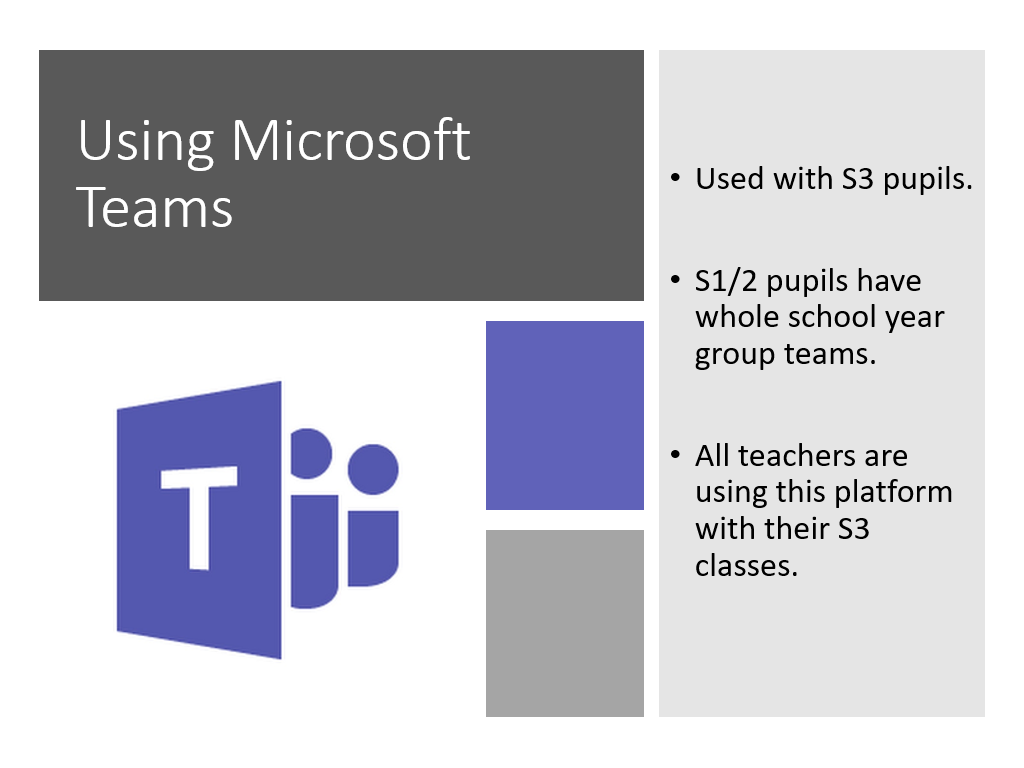 Using Microsoft
Teams
• Used with S3 pupils.
• S1/2 pupils have
whole school year
group teams.
• All teachers are
using this platform
with their S3
classes.
T